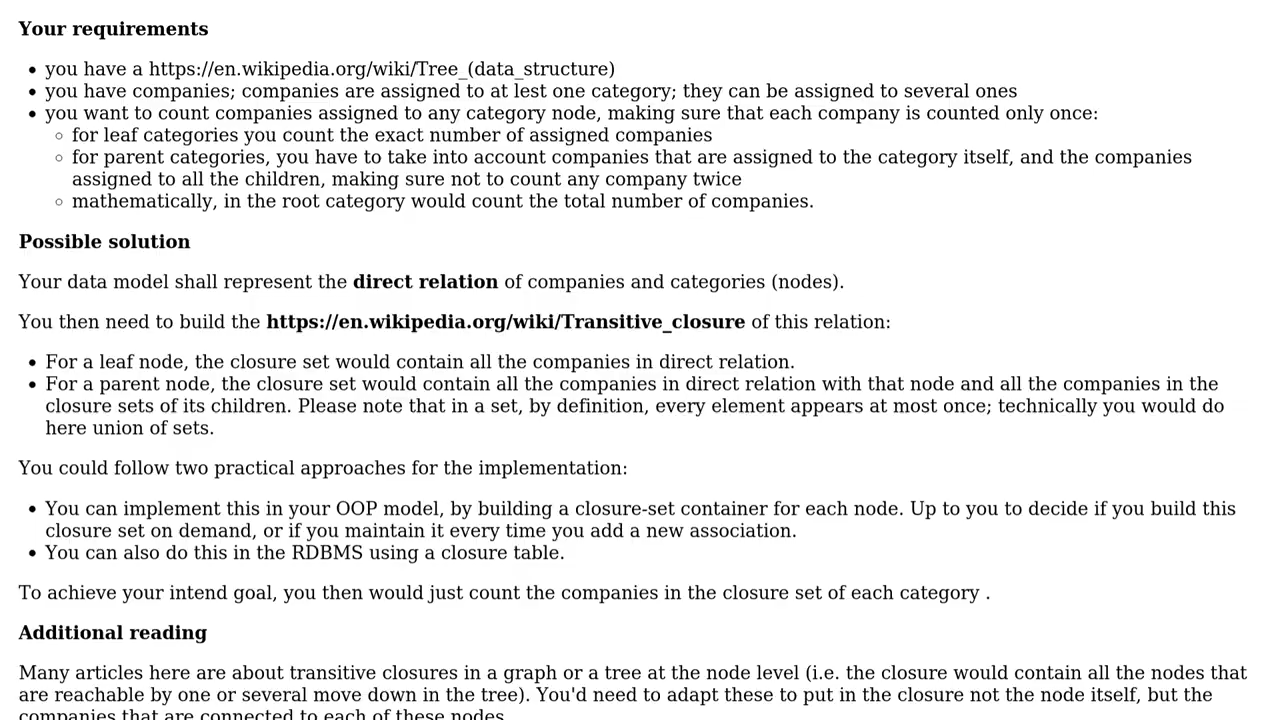 Your requirements
• you have a https://en.wikipedia.org/wiki/Tree_(data_structure)
• you have companies; companies are assigned to at lest one category; they can be assigned to several ones
• you want to count companies assigned to any category node, making sure that each company is counted only once:
◦ for leaf categories you count the exact number of assigned companies
◦ for parent categories, you have to take into account companies that are assigned to the category itself, and the companies
assigned to all the children, making sure not to count any company twice
◦ mathematically, in the root category would count the total number of companies.
Possible solution
Your data model shall represent the direct relation of companies and categories (nodes).
You then need to build the https://en.wikipedia.org/wiki/Transitive_closure of this relation:
• For a leaf node, the closure set would contain all the companies in direct relation.
• For a parent node, the closure set would contain all the companies in direct relation with that node and all the companies in the
closure sets of its children. Please note that in a set, by definition, every element appears at most once; technically you would do
here union of sets.
You could follow two practical approaches for the implementation:
• You can implement this in your OOP model, by building a closure-set container for each node. Up to you to decide if you build this
closure set on demand, or if you maintain it every time you add a new association.
• You can also do this in the RDBMS using a closure table.
To achieve your intend goal, you then would just count the companies in the closure set of each category .
Additional reading
Many articles here are about transitive closures in a graph or a tree at the node level (i.e. the closure would contain all the nodes that
are reachable by one or several move down in the tree). You'd need to adapt these to put in the closure not the node itself, but the
companies that are connected to each of these nodes.